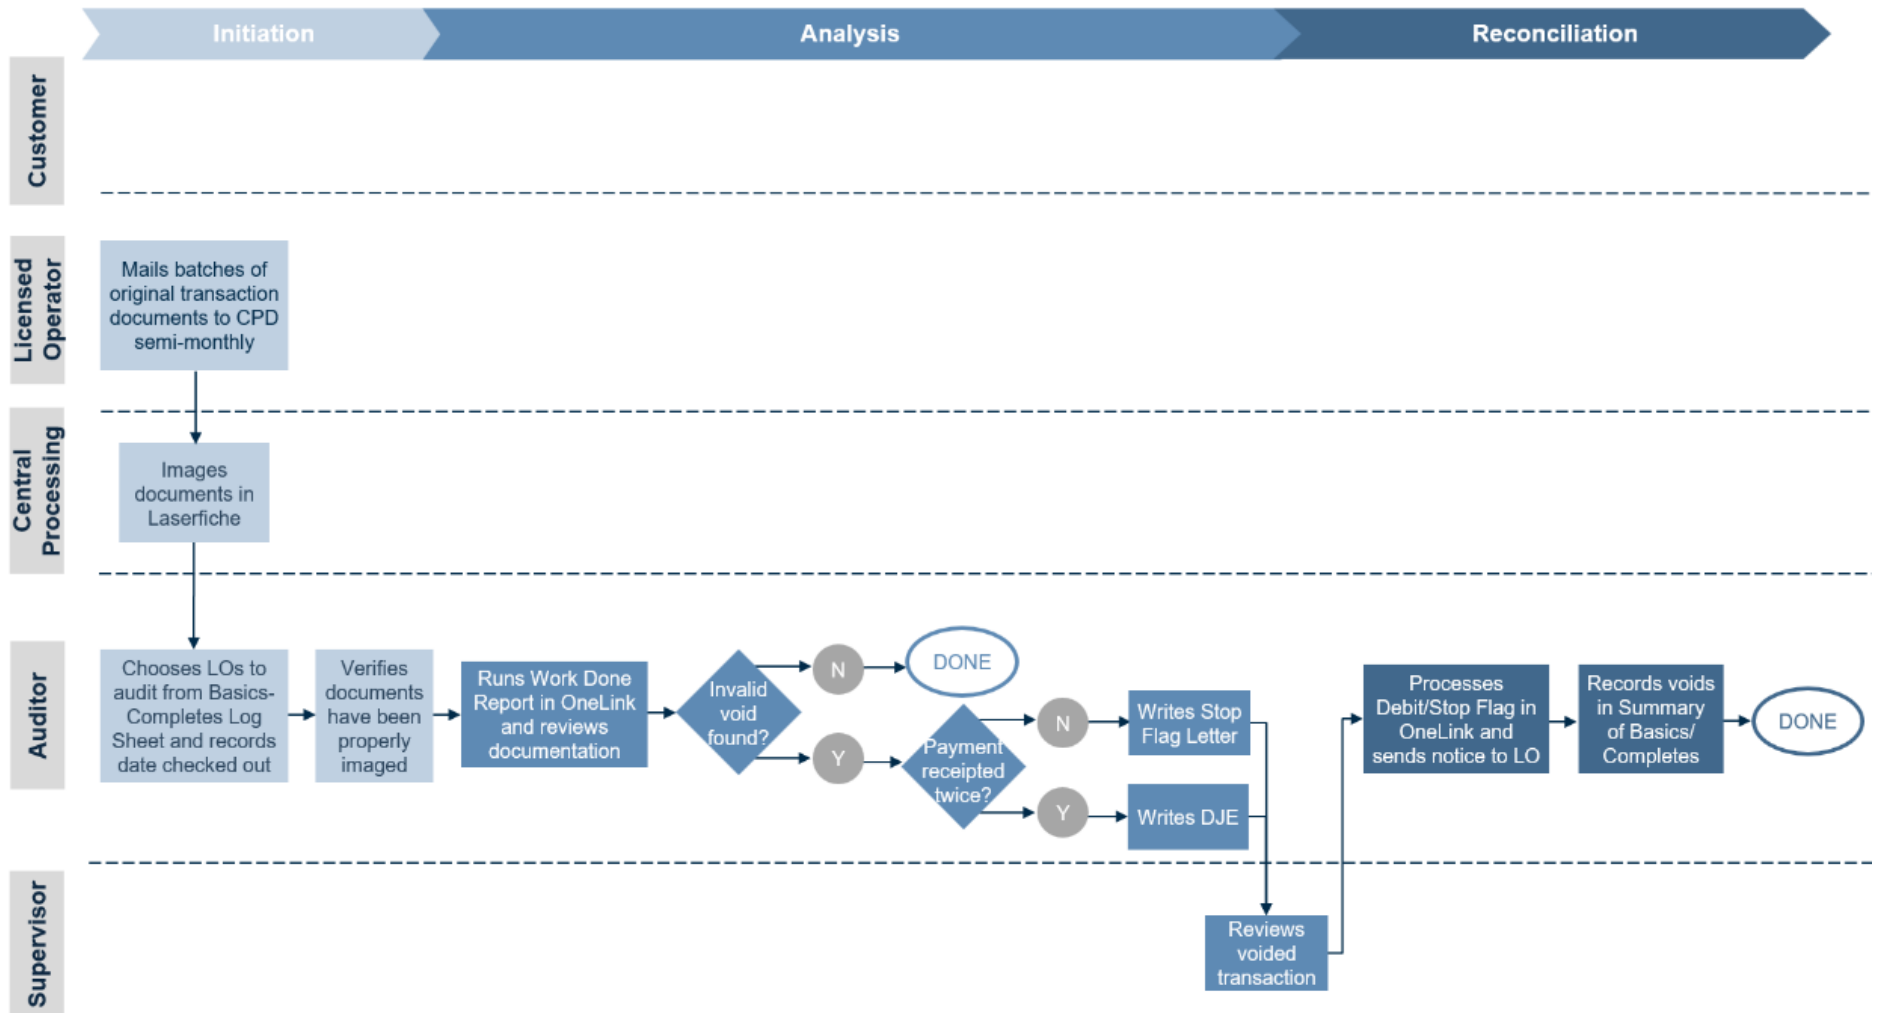 Initiation
Analysis
Reconciliation
Customer
Licensed
Operator
Mails batches of
original transaction
documents to CPD
semi-monthly
Central
Processing
Images
documents in
Laserfiche
Auditor
Chooses LOs to
audit from Basics-
Completes Log
Sheet and records
date checked out
Verifies
documents
have been
properly
imaged
Runs Work Done
Report in OneLink
and reviews
documentation
Invalid
void
found?
N
DONE
Y
Payment
receipted
twice?
N
Writes Stop
Flag Letter
Y
Writes DJE
Processes
Debit/Stop Flag in
OneLink and
sends notice to LO
Records voids
in Summary
of Basics/
Completes
DONE
Supervisor
Reviews
voided
transaction